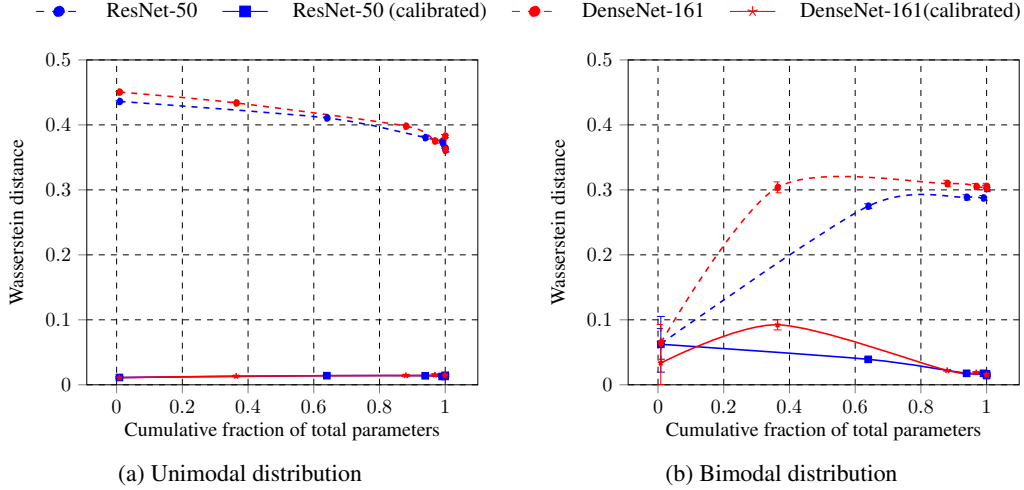 ResNet-50 ResNet-50 (calibrated) DenseNet-161 DenseNet-161(calibrated)
0.5
0.4
0.3
0.2
0.1
0
0 0.2 0.4 0.6 0.8 1
Wasserstein distance
Cumulative fraction of total parameters
(a) Unimodal distribution
0.5
0.4
0.3
0.2
0.1
0
0 0.2 0.4 0.6 0.8 1
Wasserstein distance
Cumulative fraction of total parameters
(b) Bimodal distribution